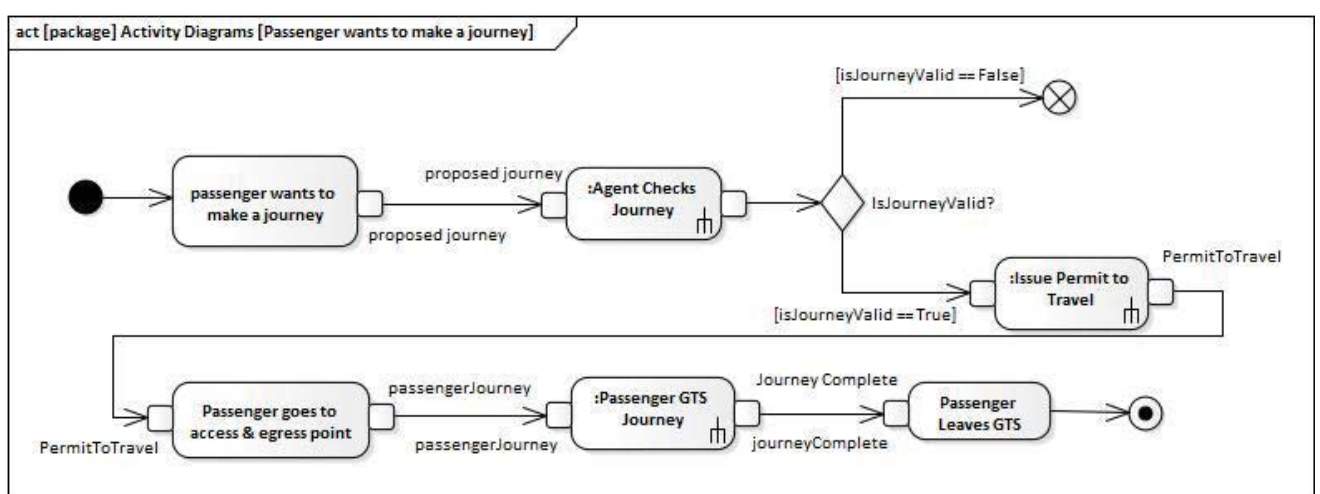 act [package] Activity Diagrams [Passenger wants to make a journey]
[isJourneyValid == False]
passenger wants to
make a journey
proposed journey
proposed journey
:Agent Checks
Journey
IsJourneyValid?
[isJourneyValid == True]
:Issue Permit to
Travel
PermitToTravel
PermitToTravel
Passenger goes to
access & egress point
passengerJourney
passengerJourney
:Passenger GTS
Journey
Journey Complete
journeyComplete
Passenger
Leaves GTS